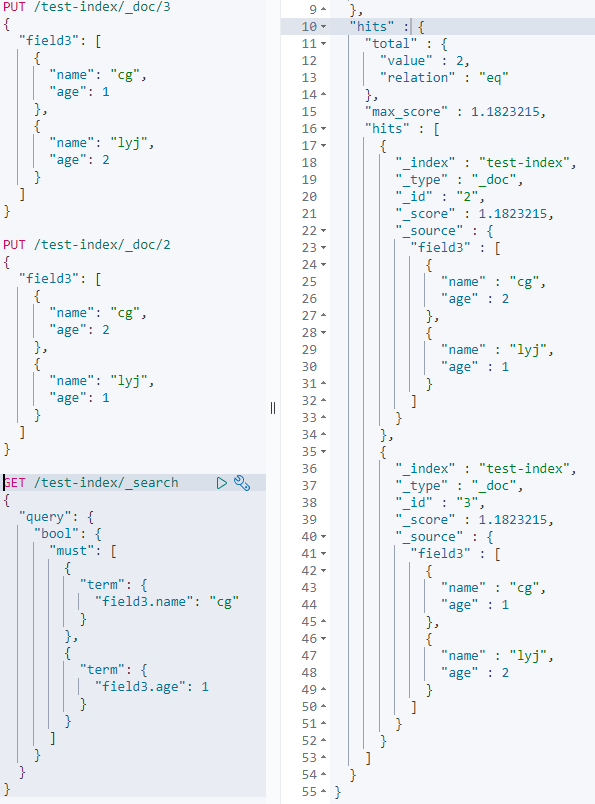 PUT /test-index/_doc/3
{
  "field3": [
    {
      "name": "cg",
      "age": 1
    },
    {
      "name": "lyj",
      "age": 2
    }
  ]
}

PUT /test-index/_doc/2
{
  "field3": [
    {
      "name": "cg",
      "age": 2
    },
    {
      "name": "lyj",
      "age": 1
    }
  ]
}

GET /test-index/_search
{
  "query": {
    "bool": {
      "must": [
        {
          "term": {
            "field3.name": "cg"
          }
        },
        {
          "term": {
            "field3.age": 1
          }
        }
      ]
    }
  }
}
9 },
10 "hits" : {
11 "total" : {
12 "value" : 2,
13 "relation" : "eq"
14 },
15 "max_score" : 1.1823215,
16 "hits" : [
17 {
18 "_index" : "test-index",
19 "_type" : "_doc",
20 "_id" : "2",
21 "_score" : 1.1823215,
22 "_source" : {
23 "field3" : [
24 {
25 "name" : "cg",
26 "age" : 2
27 },
28 {
29 "name" : "lyj",
30 "age" : 1
31 }
32 ]
33 }
34 },
35 {
36 "_index" : "test-index",
37 "_type" : "_doc",
38 "_id" : "3",
39 "_score" : 1.1823215,
40 "_source" : {
41 "field3" : [
42 {
43 "name" : "cg",
44 "age" : 1
45 },
46 {
47 "name" : "lyj",
48 "age" : 2
49 }
50 ]
51 }
52 }
53 ]
54 }
55 }